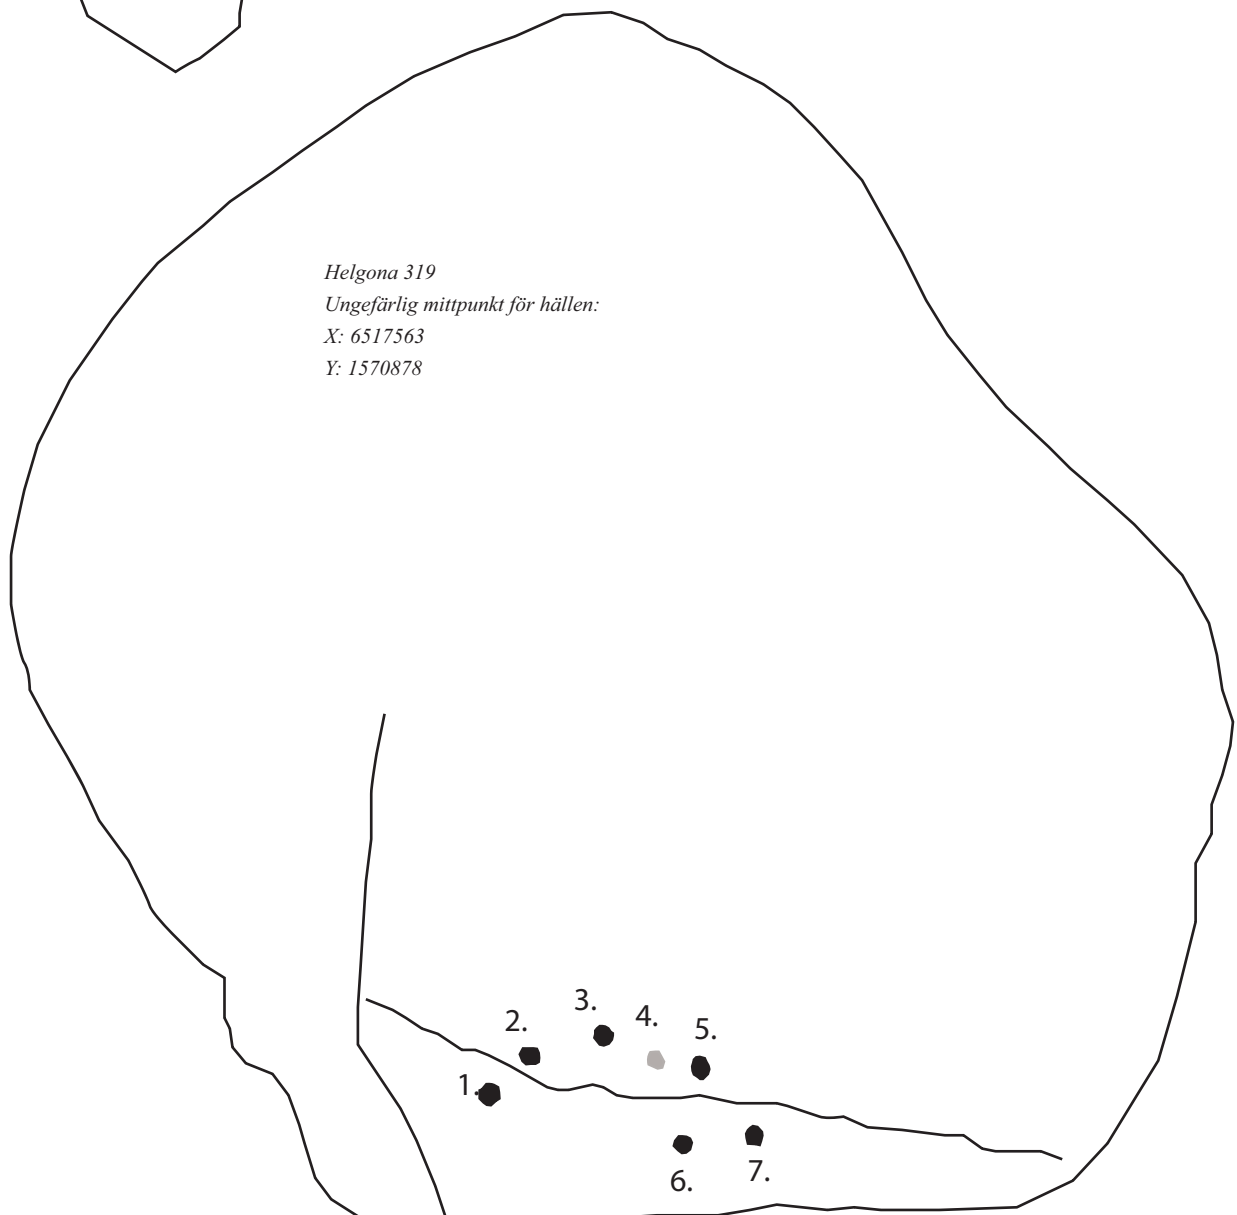 Helgona 319
Ungefärlig mittpunkt för hällen:
X: 6517563
Y: 1570878
3.
4.
2.
5.
1.
7.
6.